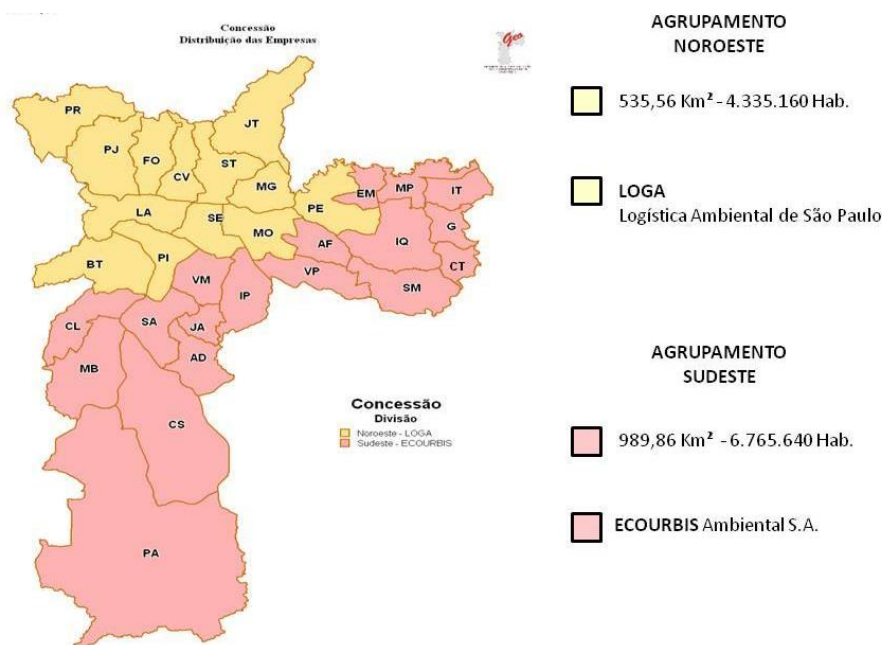 Concessão
Distribuição das Empresas
Geo
PR
JT
PJ
FO
CV
ST
MG
EM
MP
IT
LA
SE
PE
G
MO
AF
IQ
BT
PI
CT
VM
VP
IP
SM
CL
SA
JA
MB
AD
CS
PA
Concessão
Divisão
Noroeste - LOGA
Sudeste - ECOURBIS
AGRUPAMENTO
NOROESTE
535,56 Km² - 4.335.160 Hab.
LOGA
Logística Ambiental de São Paulo
AGRUPAMENTO
SUDESTE
989,86 Km² - 6.765.640 Hab.
ECOURBIS Ambiental S.A.